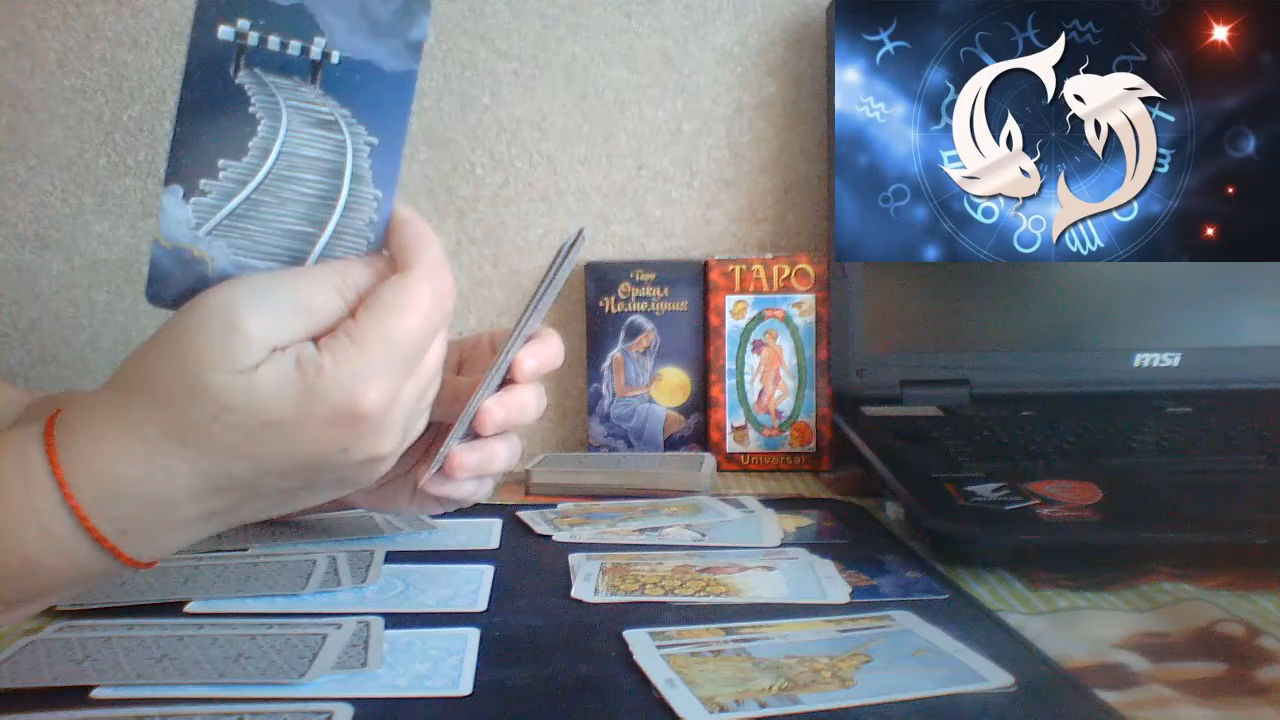 Таро
Оракул
Полнолуния
ТАРО
Universal
msi